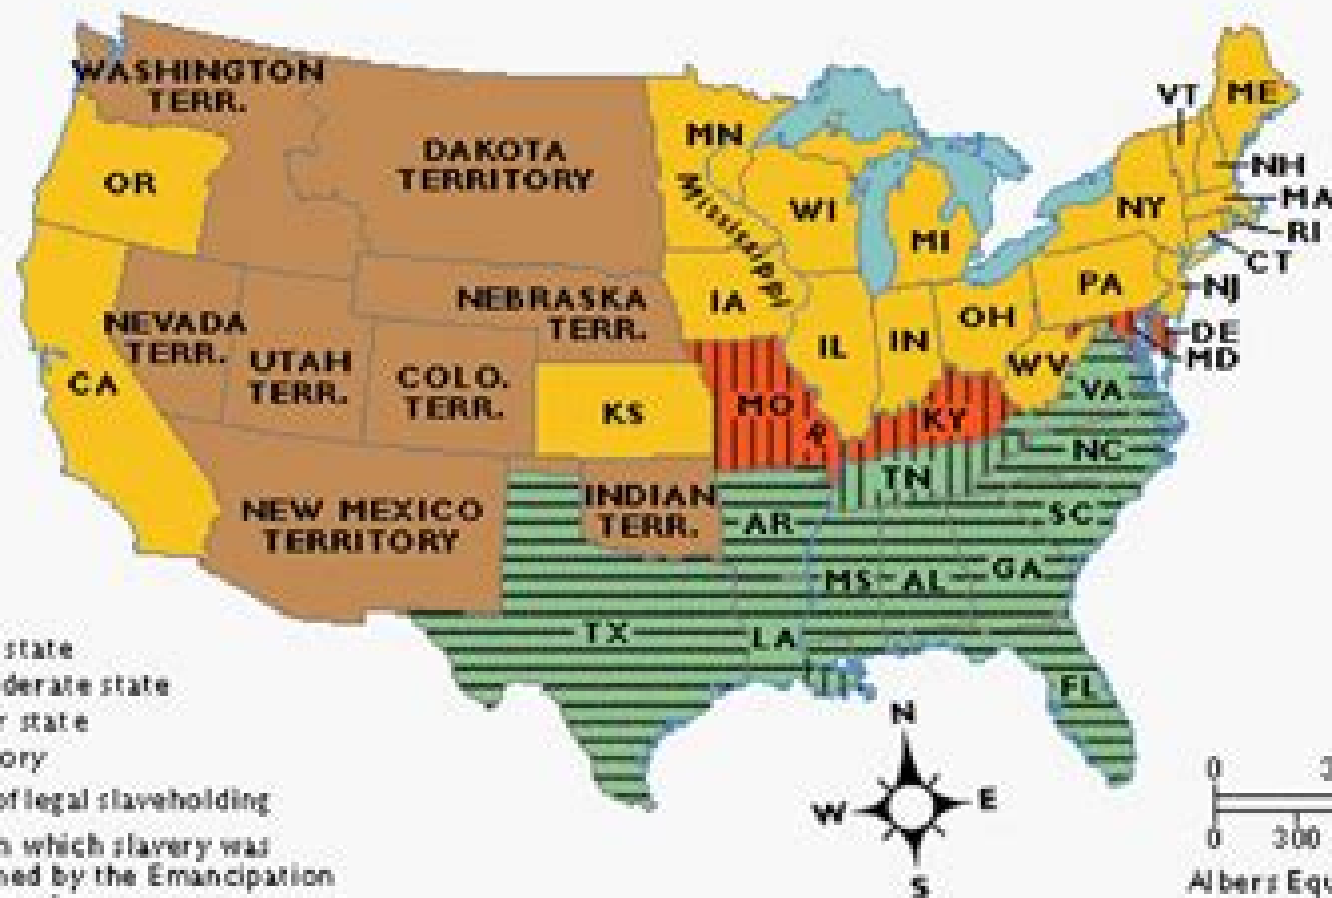 WASHINGTON
TERR.
OR
DAKOTA
TERRITORY
MN
Mississippi
WI
MI
VT
ME
NH
MA
RI
CT
NY
PA
NJ
DE
MD
NEVADA
TERR.
UTAH
TERR.
NEBRASKA
TERR.
COLO.
TERR.
CA
KS
IA
IL
IN
OH
WV
VA
MO
R
KY
NC
TN
SC
NEW MEXICO
TERRITORY
INDIAN
TERR.
AR
MS
AL
GA
TX
LA
FL
state
derate state
r state
ory
of legal slaveholding
n which slavery was
ned by the Emancipation
N
W
E
S
0
0 300
Albers Equ